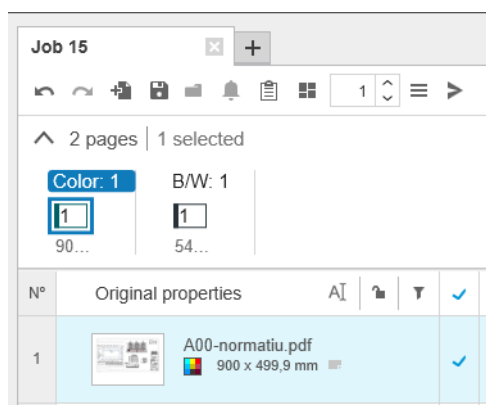 Job 15
1
2 pages | 1 selected
Color: 1 B/W: 1
1 1
90... 54...
Nº Original properties
1 A00-normatiu.pdf
900 x 499,9 mm